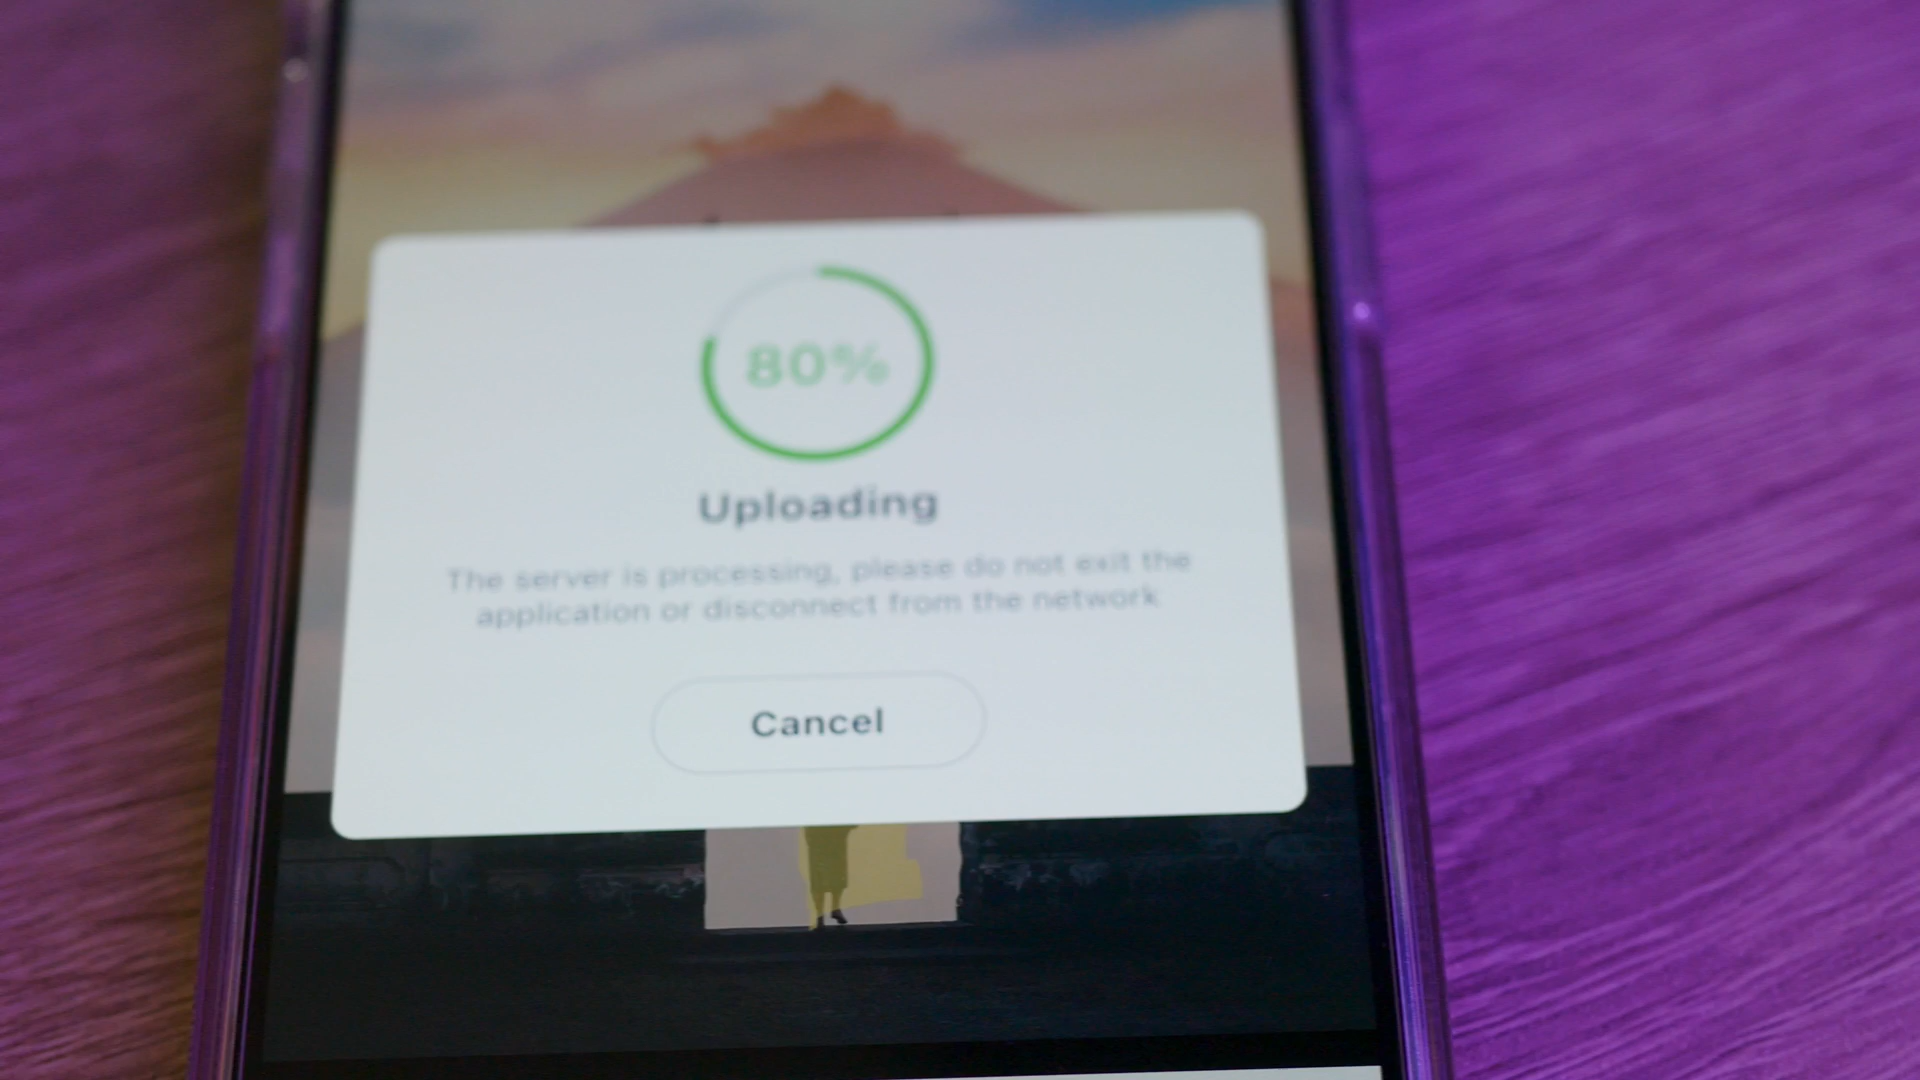 80%
Uploading
The server is processing, please do not exit the
application or disconnect from the network
Cancel